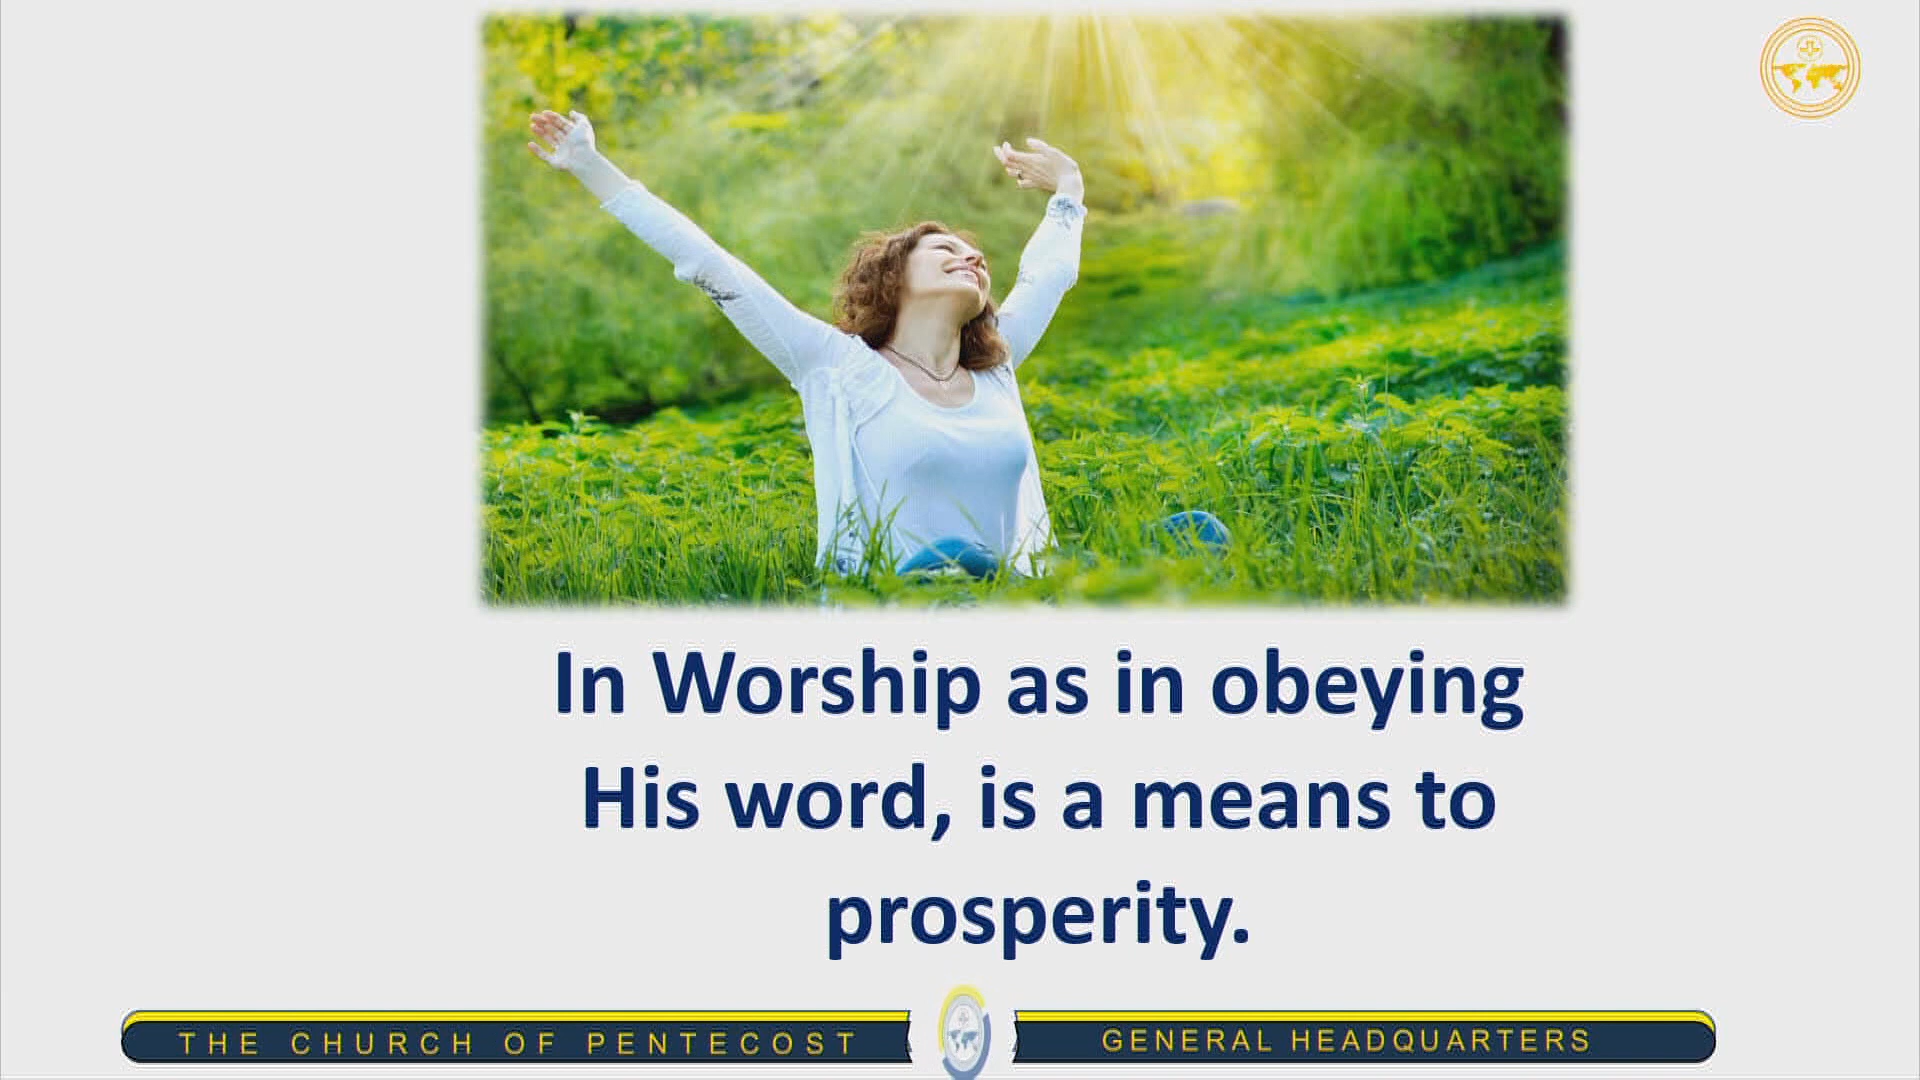 In Worship as in obeying
His word, is a means to
prosperity.
THE CHURCH OF PENTECOST
GENERAL HEADQUARTERS